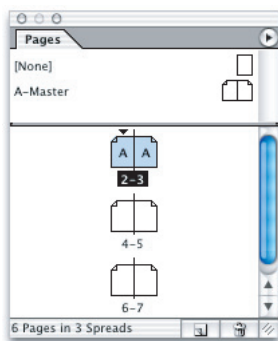 Pages
[None]
A-Master
A A
2-3
4-5
6-7
6 Pages in 3 Spreads